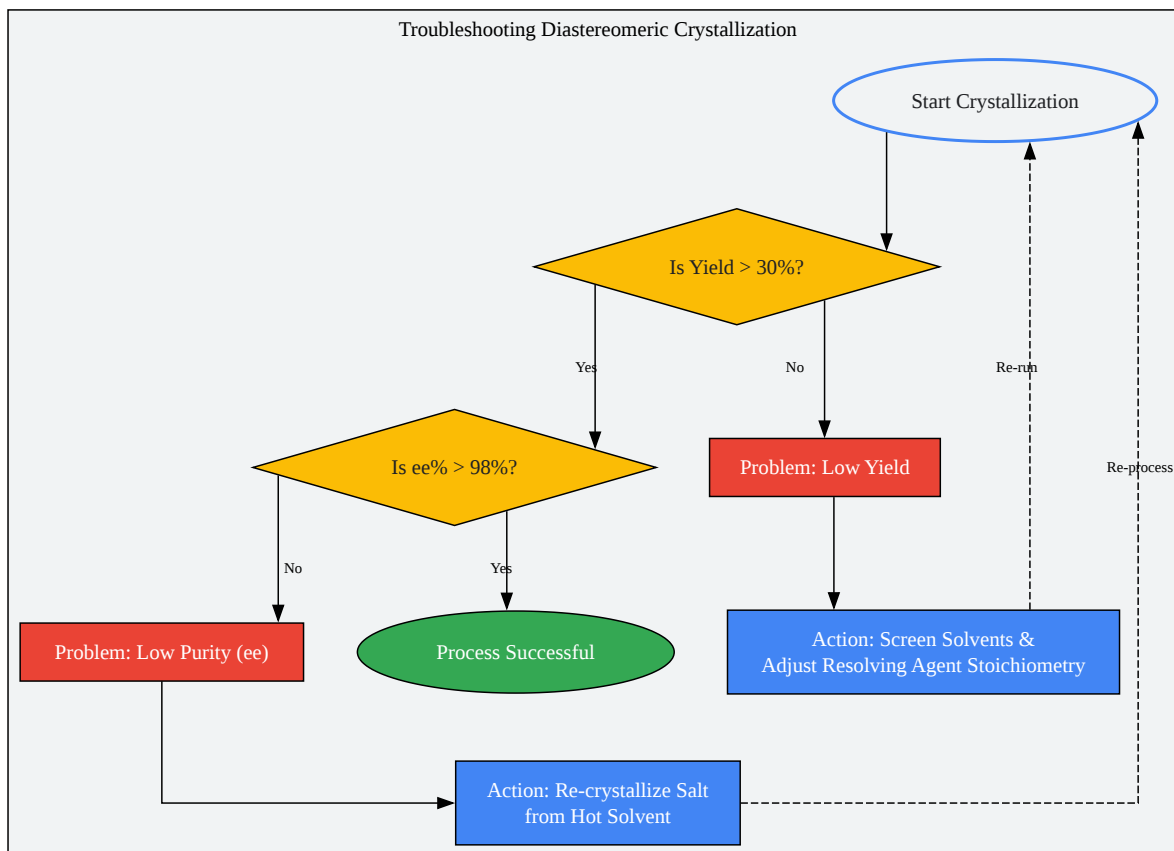 Troubleshooting Diastereomeric Crystallization
Start Crystallization
Is Yield > 30%?
Yes
No
Re-run
Is ee% > 98%?
Problem: Low Yield
Re-process
No
Yes
Problem: Low Purity (ee)
Process Successful
Action: Screen Solvents &
Adjust Resolving Agent Stoichiometry
Action: Re-crystallize Salt
from Hot Solvent